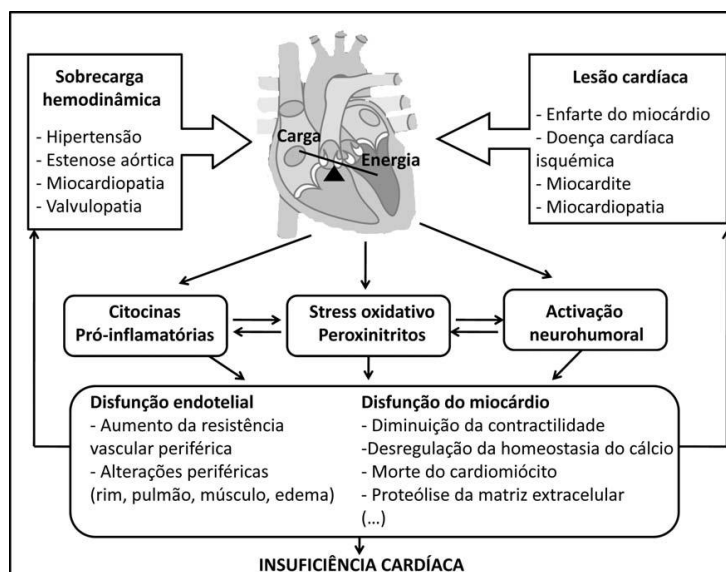 Sobrecarga
hemodinâmica
- Hipertensão
- Estenose aórtica
- Miocardiopatia
- Valvulopatia
Carga
Energia
Lesão cardíaca
- Enfarte do miocárdio
- Doença cardíaca
isquémica
- Miocardite
- Miocardiopatia
Citocinas
Pró-inflamatórias
Stress oxidativo
Peroxinitritos
Activação
neurohumoral
Disfunção endotelial
- Aumento da resistência
vascular periférica
- Alterações periféricas
(rim, pulmão, músculo, edema)
Disfunção do miocárdio
- Diminuição da contractilidade
-Desregulação da homeostasia do cálcio
- Morte do cardiomiócito
- Proteólise da matriz extracelular
(...)
INSUFICIÊNCIA CARDÍACA